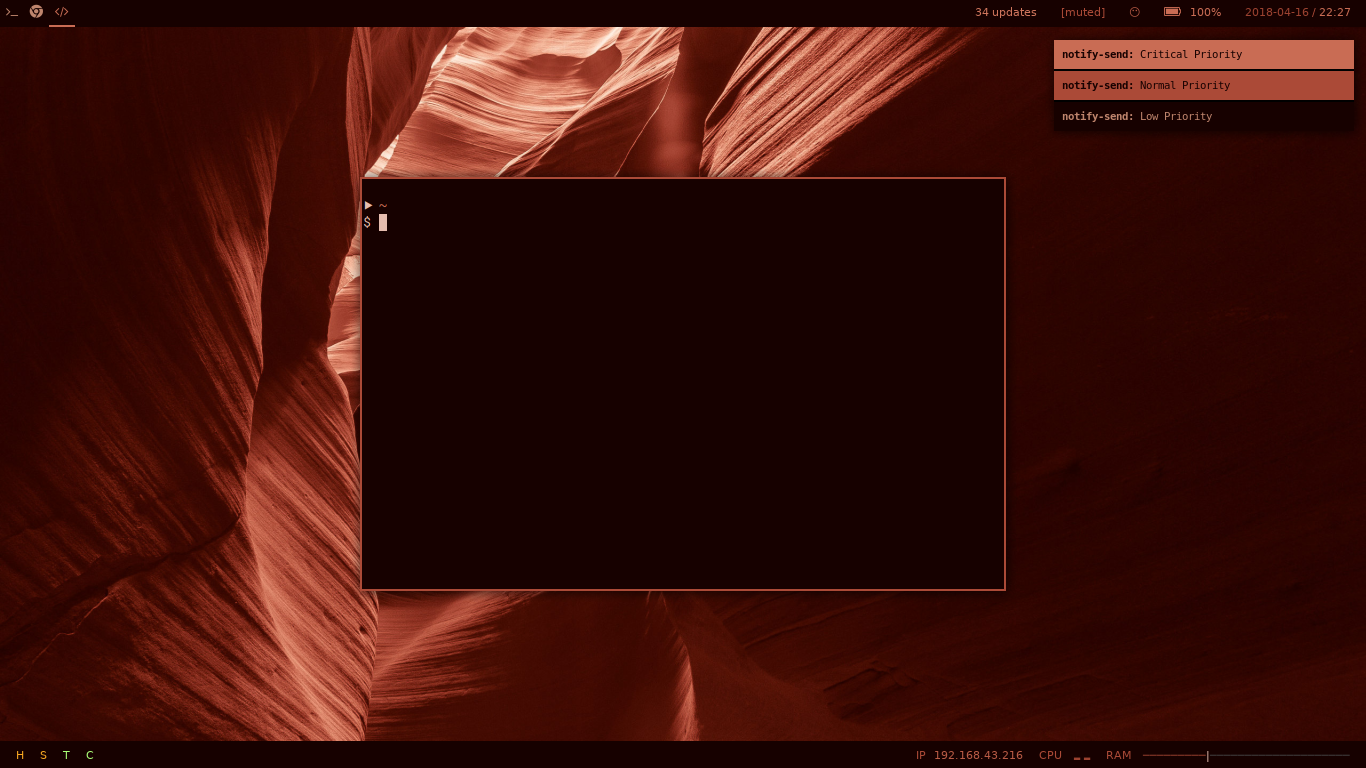 34 updates [muted] 100% 2018-04-16 / 22:27
notify-send: Critical Priority
notify-send: Normal Priority
notify-send: Low Priority
~
$
H S T C IP 192.168.43.216 CPU RAM